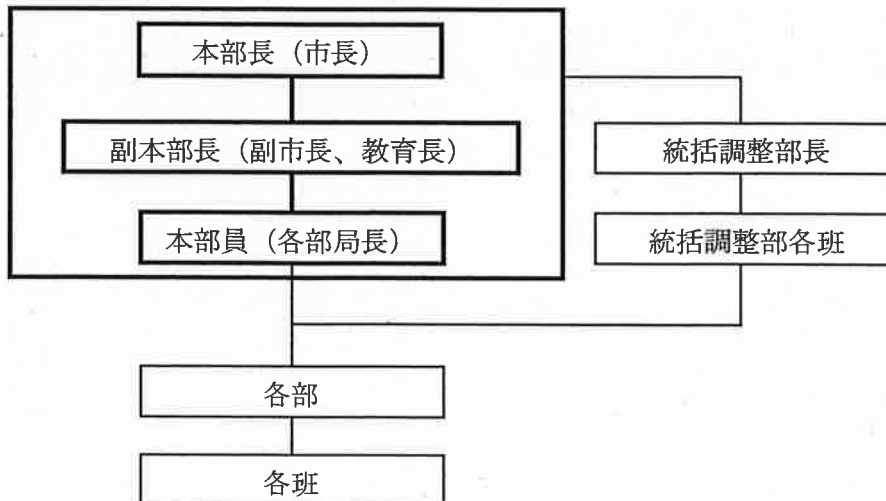 本部長（市長）
副本部長（副市長、教育長）
本部員（各部局長）
統括調整部長
統括調整部各班
各部
各班